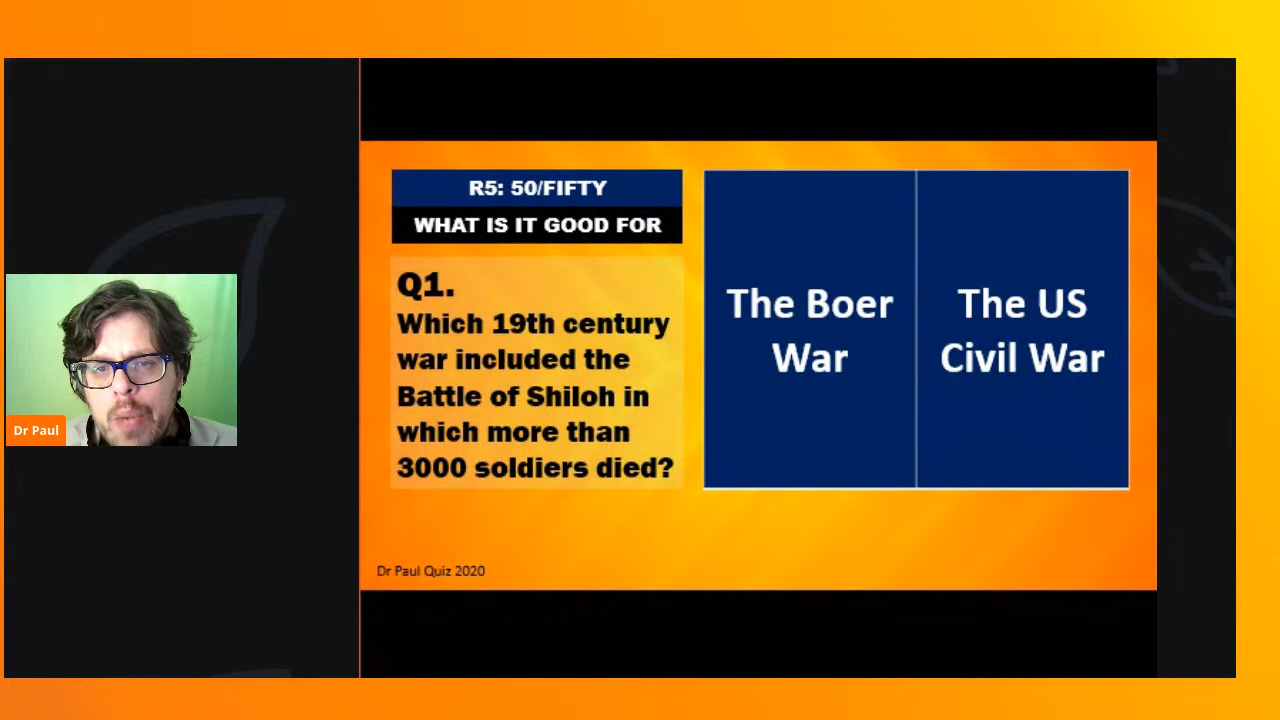 R5: 50/FIFTY
WHAT IS IT GOOD FOR
Q1.
Which 19th century
war included the
Battle of Shiloh in
which more than
3000 soldiers died?
The Boer
War
The US
Civil War
Dr Paul
Dr Paul Quiz 2020